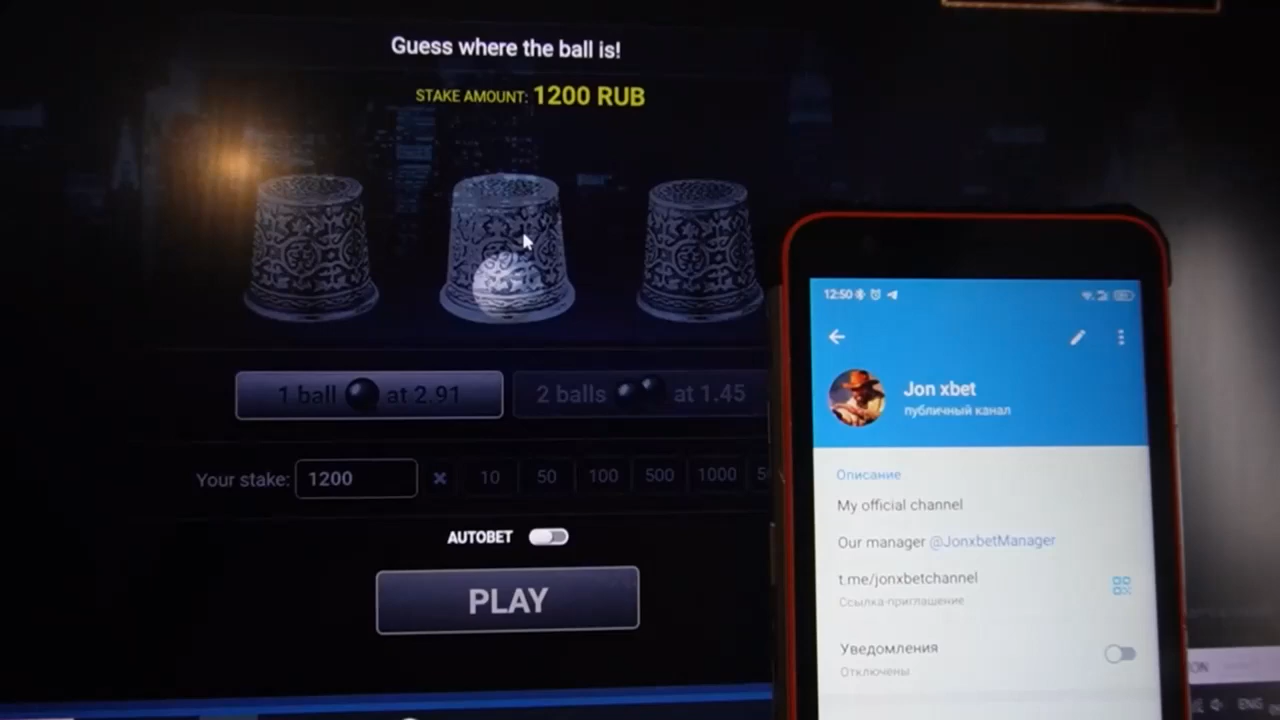 Guess where the ball is!
STAKE AMOUNT: 1200 RUB
1 ball at 2.91
2 balls at 1.45
Your stake: 1200 × 10 50 100 500 1000
AUTOBET
PLAY
12:50
Jon xbet
публичный канал
Описание
My official channel
Our manager @JonxbetManager
t.me/jonxbetchannel
Ссылка-приглашение
Уведомления
Отключены
ENG